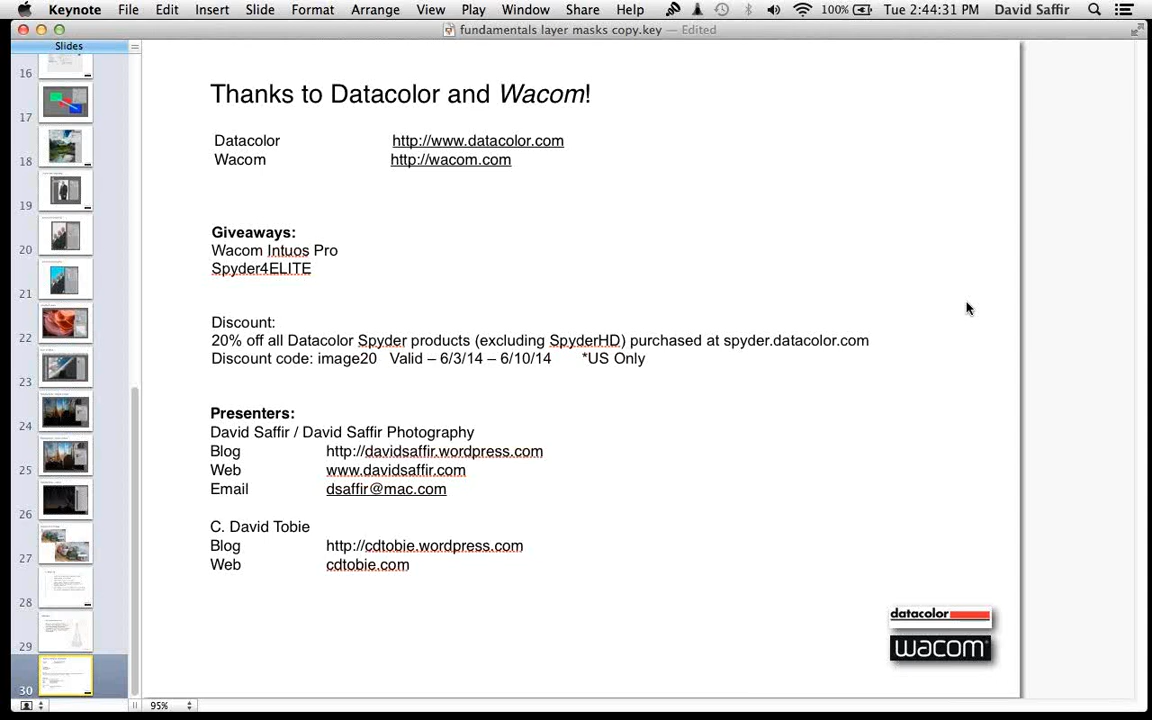 Keynote File Edit Insert Slide Format Arrange View Play Window Share Help 100% Tue 2:44:31 PM David Saffir
fundamentals layer masks copy.key — Edited
Slides
16
17
18
19
20
21
22
23
24
25
26
27
28
29
30
Thanks to Datacolor and Wacom!
Datacolor http://www.datacolor.com
Wacom http://wacom.com
Giveaways:
Wacom Intuos Pro
Spyder4ELITE
Discount:
20% off all Datacolor Spyder products (excluding SpyderHD) purchased at spyder.datacolor.com
Discount code: image20 Valid – 6/3/14 – 6/10/14 *US Only
Presenters:
David Saffir / David Saffir Photography
Blog http://davidsaffir.wordpress.com
Web www.davidsaffir.com
Email dsaffir@mac.com
C. David Tobie
Blog http://cdtobie.wordpress.com
Web cdtobie.com
datacolor
wacom
95%